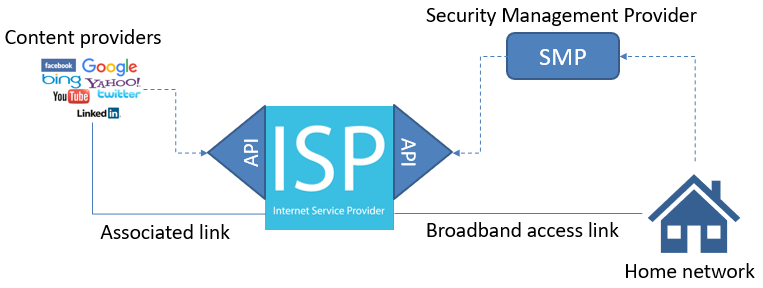 Security Management Provider
Content providers
SMP
facebook
Google
bing
YAHOO!
YouTube
twitter
LinkedIn
API
ISP
API
Internet Service Provider
Associated link
Broadband access link
Home network